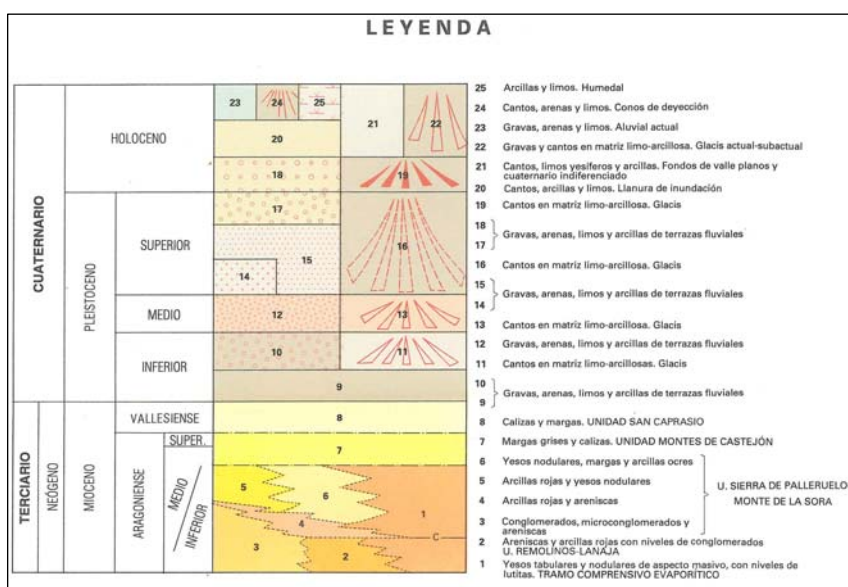 LEYENDA
CUATERNARIO
HOLOCENO
PLEISTOCENO
SUPERIOR
MEDIO
INFERIOR
TERCIARIO
NEÓGENO
MIOCENO
VALLESIENSE
ARAGONIENSE
SUPER.
MEDIO
INFERIOR
23
24
25
20
21
22
18
19
17
16
15
14
12
13
10
11
9
8
7
5
6
4
1
3
2
C
25 Arcillas y limos. Humedal
24 Cantos, arenas y limos. Conos de deyección
23 Gravas, arenas y limos. Aluvial actual
22 Gravas y cantos en matriz limo-arcillosa. Glacis actual-subactual
21 Cantos, limos yesíferos y arcillas. Fondos de valle planos y
cuaternario indiferenciado
20 Cantos, arcillas y limos. Llanura de inundación
19 Cantos en matriz limo-arcillosa. Glacis
18
17
Gravas, arenas, limos y arcillas de terrazas fluviales
16 Cantos en matriz limo-arcillosa. Glacis
15
14
Gravas, arenas, limos y arcillas de terrazas fluviales
13 Cantos en matriz limo-arcillosa. Glacis
12 Gravas, arenas, limos y arcillas de terrazas fluviales
11 Cantos en matriz limo-arcillosas. Glacis
10
9
Gravas, arenas, limos y arcillas de terrazas fluviales
8 Calizas y margas. UNIDAD SAN CAPRASIO
7 Margas grises y calizas. UNIDAD MONTES DE CASTEJÓN
6 Yesos nodulares, margas y arcillas ocres
5 Arcillas rojas y yesos nodulares
4 Arcillas rojas y areniscas
3 Conglomerados, microconglomerados y
areniscas
U. SIERRA DE PALLERUELO
MONTE DE LA SORA
2 Areniscas y arcillas rojas con niveles de conglomerados
U. REMOLINOS-LANAJA
1 Yesos tabulares y nodulares de aspecto masivo, con niveles de
lutitas. TRAMO COMPRENSIVO EVAPORÍTICO